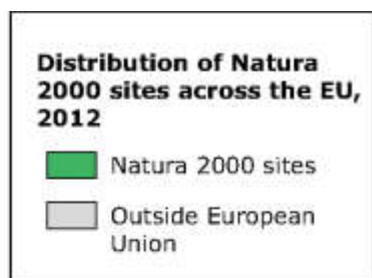 Distribution of Natura
2000 sites across the EU,
2012
Natura 2000 sites
Outside European
Union